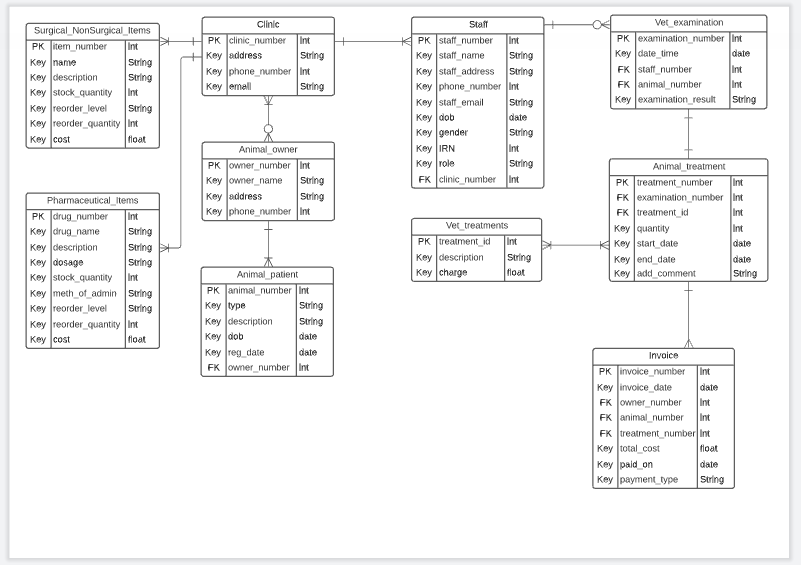 Surgical_NonSurgical_Items
PK item_number Int
Key name String
Key description String
Key stock_quantity Int
Key reorder_level String
Key reorder_quantity Int
Key cost float
Pharmaceutical_Items
PK drug_number Int
Key drug_name String
Key description String
Key dosage String
Key stock_quantity Int
Key meth_of_admin String
Key reorder_level String
Key reorder_quantity Int
Key cost float
Clinic
PK clinic_number Int
Key address String
Key phone_number Int
Key email String
Animal_owner
PK owner_number Int
Key owner_name String
Key address String
Key phone_number Int
Animal_patient
PK animal_number Int
Key type String
Key description String
Key dob date
Key reg_date date
FK owner_number Int
Staff
PK staff_number Int
Key staff_name String
Key staff_address String
Key phone_number Int
Key staff_email String
Key dob date
Key gender String
Key IRN Int
Key role String
FK clinic_number Int
Vet_treatments
PK treatment_id Int
Key description String
Key charge float
Vet_examination
PK examination_number Int
Key date_time date
FK staff_number Int
FK animal_number Int
Key examination_result String
Animal_treatment
PK treatment_number Int
FK examination_number Int
FK treatment_id Int
Key quantity Int
Key start_date date
Key end_date date
Key add_comment String
Invoice
PK invoice_number Int
Key invoice_date date
FK owner_number Int
FK animal_number Int
FK treatment_number Int
Key total_cost float
Key paid_on date
Key payment_type String